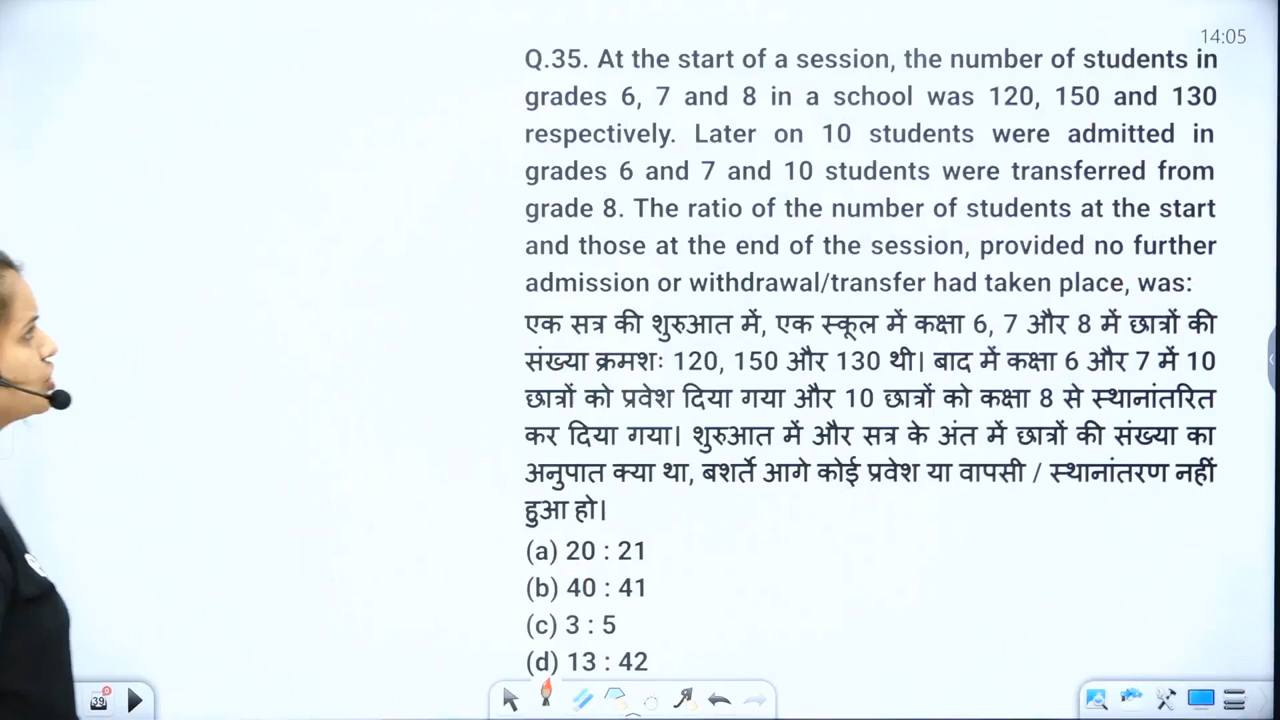 14:05
Q.35. At the start of a session, the number of students in
grades 6, 7 and 8 in a school was 120, 150 and 130
respectively. Later on 10 students were admitted in
grades 6 and 7 and 10 students were transferred from
grade 8. The ratio of the number of students at the start
and those at the end of the session, provided no further
admission or withdrawal/transfer had taken place, was:
एक सत्र की शुरुआत में, एक स्कूल में कक्षा 6, 7 और 8 में छात्रों की
संख्या क्रमशः 120, 150 और 130 थी। बाद में कक्षा 6 और 7 में 10
छात्रों को प्रवेश दिया गया और 10 छात्रों को कक्षा 8 से स्थानांतरित
कर दिया गया। शुरुआत में और सत्र के अंत में छात्रों की संख्या का
अनुपात क्या था, बशर्ते आगे कोई प्रवेश या वापसी / स्थानांतरण नहीं
हुआ हो।
(a) 20 : 21
(b) 40 : 41
(c) 3 : 5
(d) 13 : 42
39